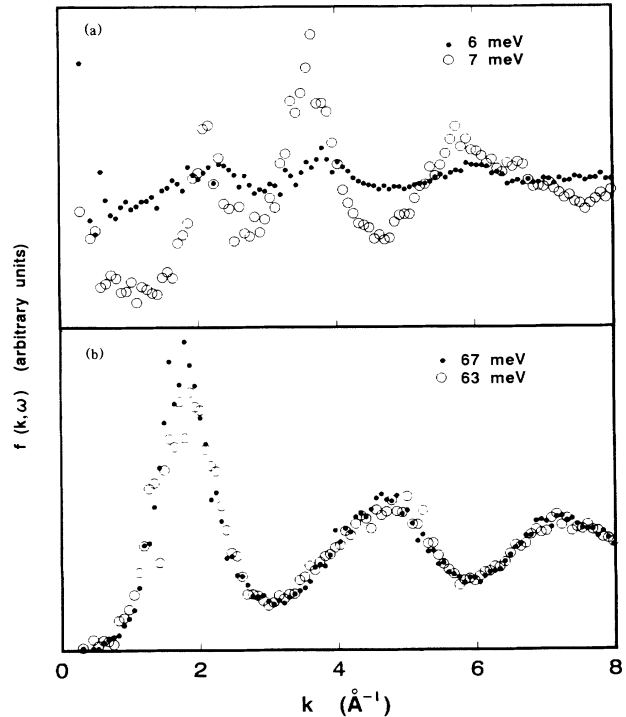 (a)
6 meV
7 meV
(b)
67 meV
63 meV
f (k,ω) (arbitrary units)
0 2 4 6 8
k (Å⁻¹)